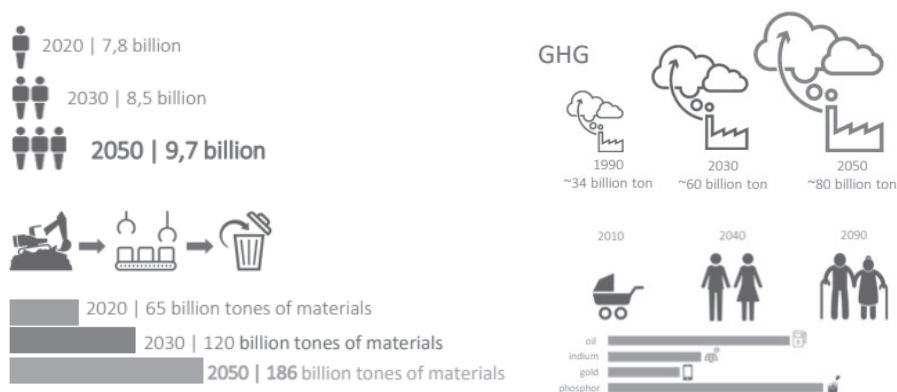 2020 | 7,8 billion
2030 | 8,5 billion
2050 | 9,7 billion
2020 | 65 billion tones of materials
2030 | 120 billion tones of materials
2050 | 186 billion tones of materials
GHG
1990
~34 billion ton
2030
~60 billion ton
2050
~80 billion ton
2010
2040
2090
oil
indium
gold
phosphor